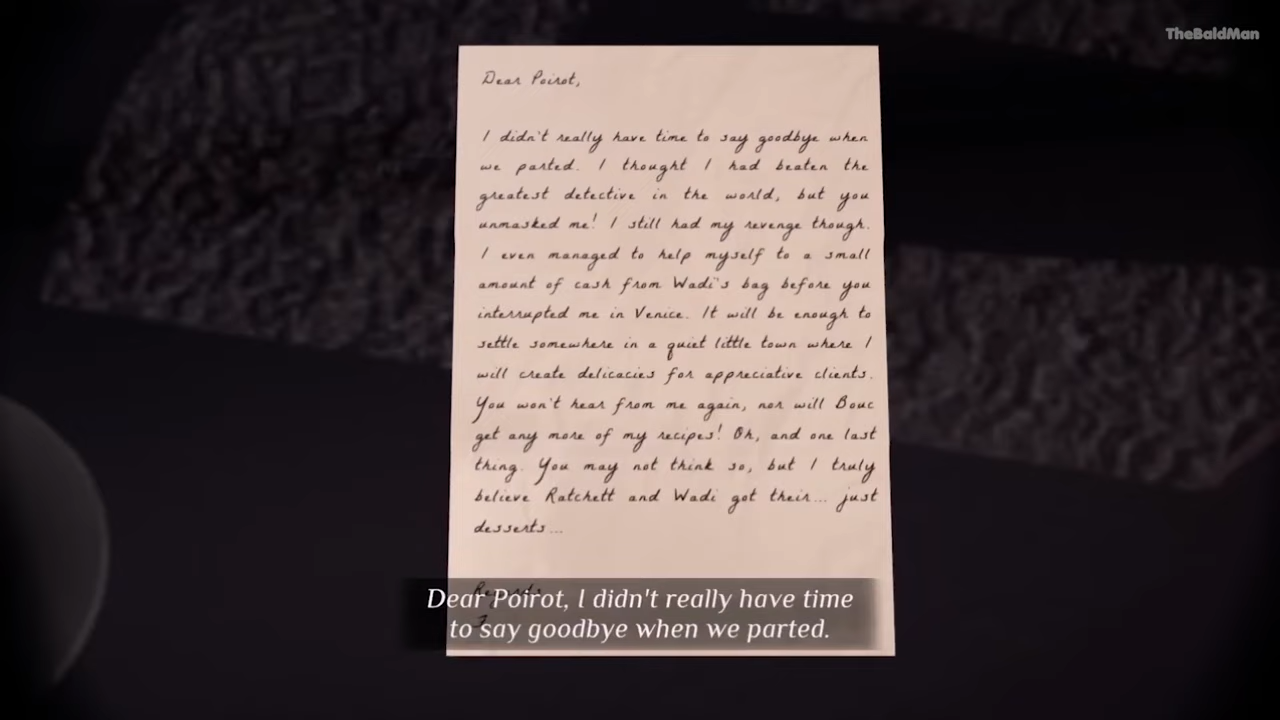 TheBaldMan
Dear Poirot,
I didn't really have time to say goodbye when
we parted. I thought I had beaten the
greatest detective in the world, but you
unmasked me! I still had my revenge though.
I even managed to help myself to a small
amount of cash from Wadi's bag before you
interrupted me in Venice. It will be enough to
settle somewhere in a quiet little town where I
will create delicacies for appreciative clients.
You won't hear from me again, nor will Bouc
get any more of my recipes! Oh, and one last
thing. You may not think so, but I truly
believe Ratchett and Wadi got their... just
desserts...
Dear Poirot, I didn't really have time
to say goodbye when we parted.